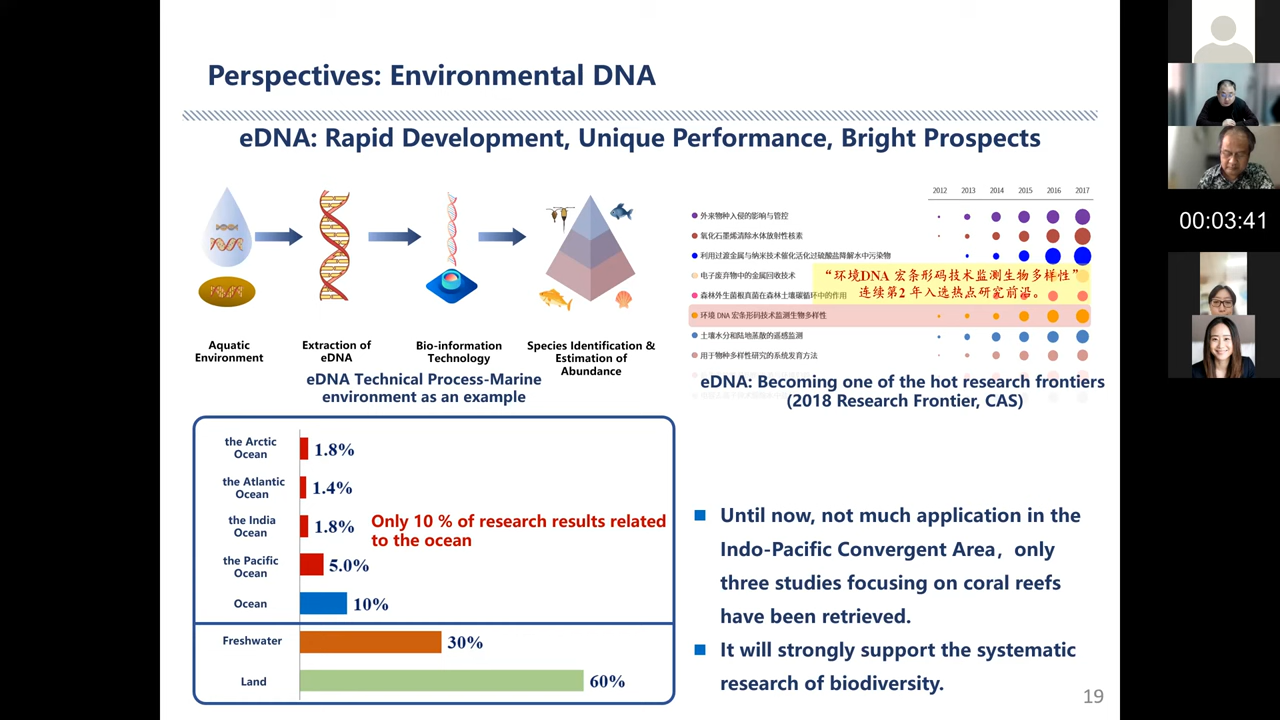 Perspectives: Environmental DNA
eDNA: Rapid Development, Unique Performance, Bright Prospects
Aquatic
Environment
Extraction of
eDNA
Bio-information
Technology
Species Identification &
Estimation of
Abundance
eDNA Technical Process-Marine
environment as an example
2012 2013 2014 2015 2016 2017
外来物种入侵的影响与管控
氧化石墨烯清除水体放射性核素
利用过渡金属与纳米技术催化活化过硫酸盐降解水中污染物
电子废弃物中的金属回收技术
森林外生菌根真菌在森林土壤碳循环中的作用
环境 DNA 宏条形码技术监测生物多样性
土壤水分和陆地蒸散的遥感监测
用于物种多样性研究的系统发育方法
“环境DNA 宏条形码技术监测生物多样性”
连续第2 年入选热点研究前沿。
eDNA: Becoming one of the hot research frontiers
(2018 Research Frontier, CAS)
the Arctic
Ocean
1.8%
the Atlantic
Ocean
1.4%
the India
Ocean
1.8%
the Pacific
Ocean
5.0%
Ocean
10%
Freshwater
30%
Land
60%
Only 10 % of research results related
to the ocean
Until now, not much application in the
Indo-Pacific Convergent Area，only
three studies focusing on coral reefs
have been retrieved.
It will strongly support the systematic
research of biodiversity.
19
00:03:41